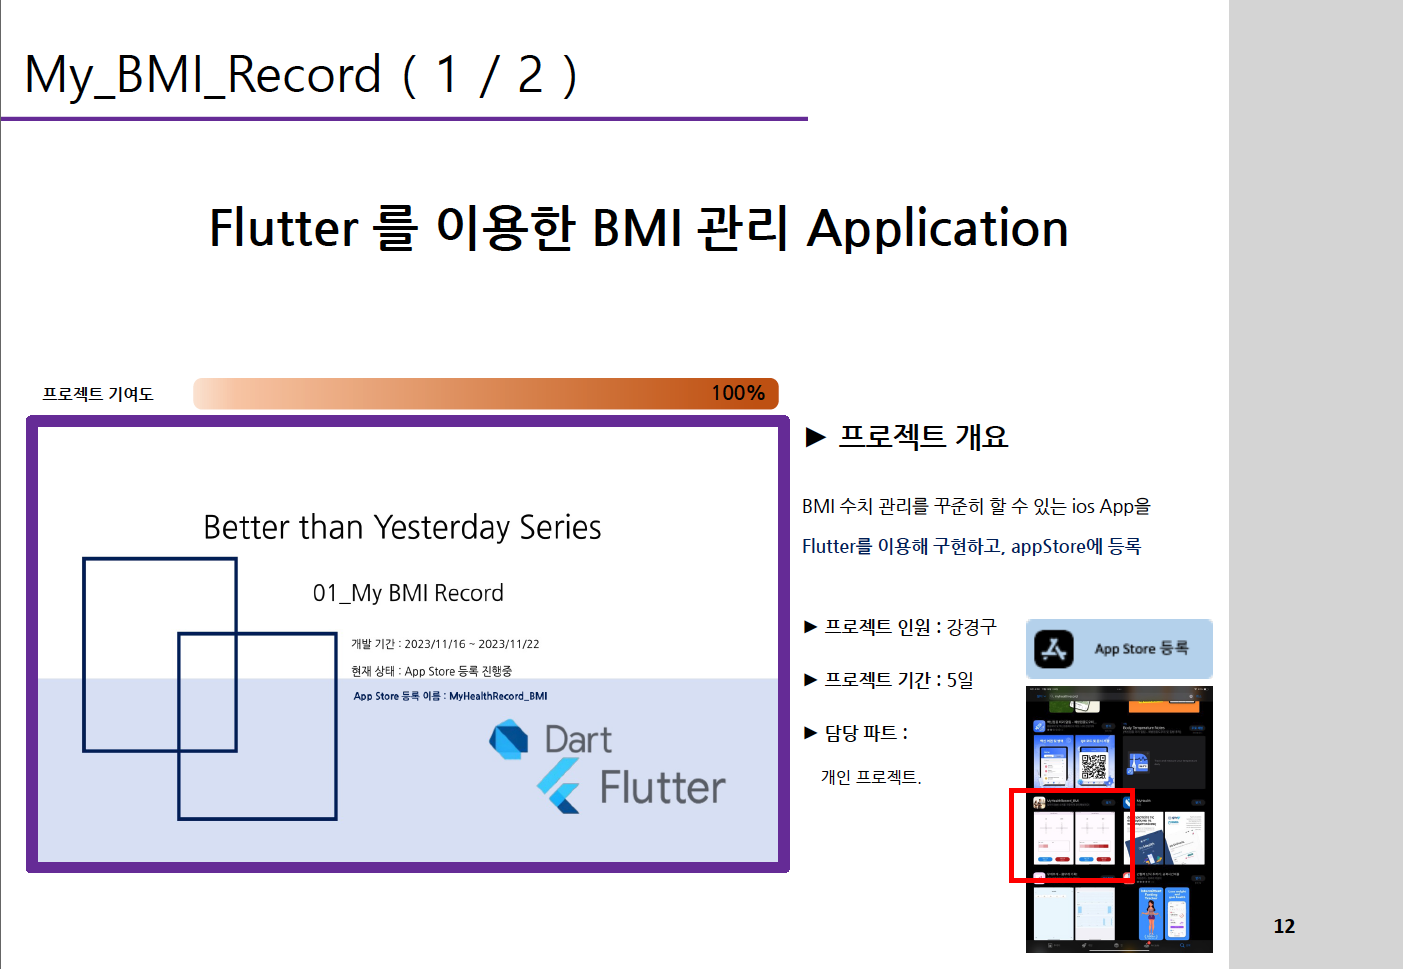 My_BMI_Record ( 1 / 2 )
Flutter 를 이용한 BMI 관리 Application
프로젝트 기여도
100%
Better than Yesterday Series
01_My BMI Record
개발 기간 : 2023/11/16 ~ 2023/11/22
현재 상태 : App Store 등록 진행중
App Store 등록 이름 : MyHealthRecord_BMI
Dart
Flutter
► 프로젝트 개요
BMI 수치 관리를 꾸준히 할 수 있는 ios App을
Flutter를 이용해 구현하고, appStore에 등록
► 프로젝트 인원 : 강경구
► 프로젝트 기간 : 5일
► 담당 파트 :
개인 프로젝트.
App Store 등록
Body Temperature Notes
MyHealthRecord_BMI
MyHealth
12